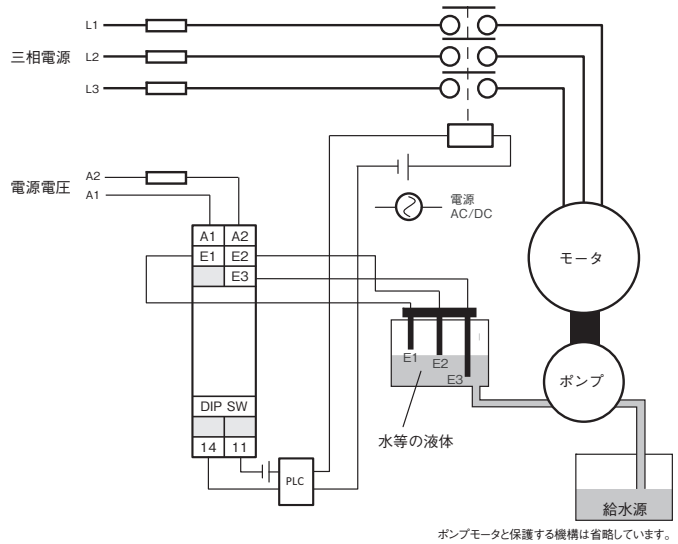 L1
三相電源 L2
L3
A2
電源電圧
A1
電源
AC/DC
A1 A2
E1 E2
E3
モータ
E1
E2
E3
ポンプ
DIP SW
水等の液体
14 11
PLC
給水源
ポンプモータと保護する機構は省略しています。